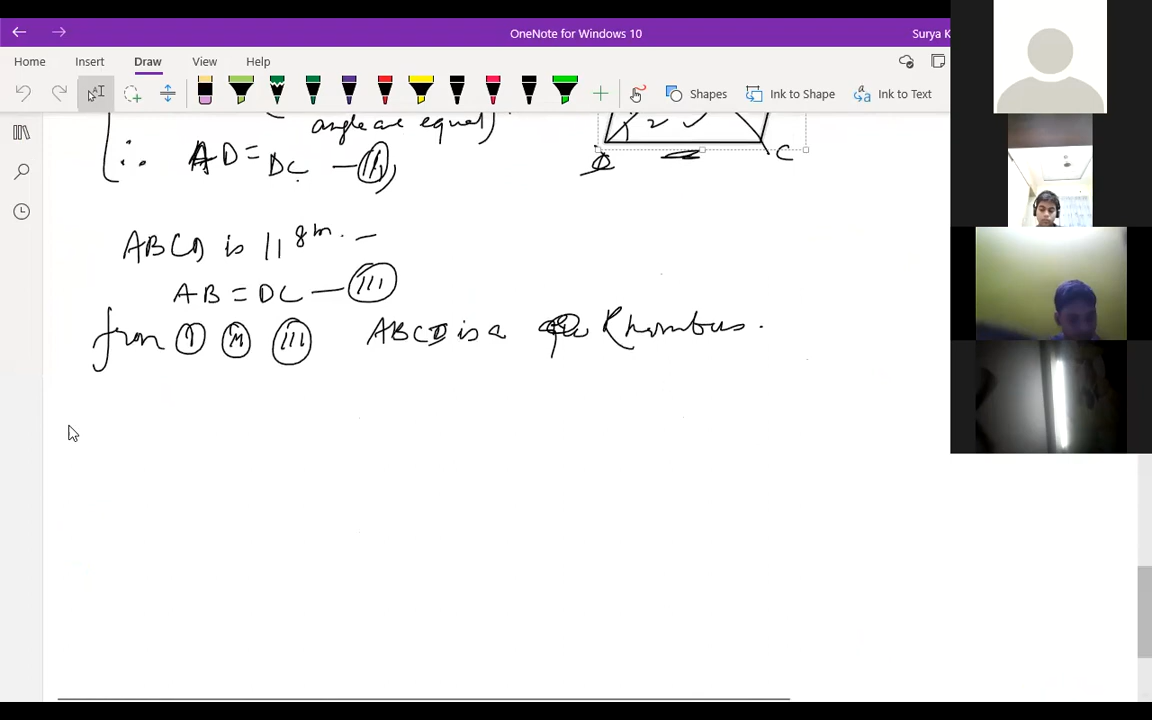 OneNote for Windows 10
Surya K
Home Insert Draw View Help
Shapes Ink to Shape Ink to Text
angle are equal)
∴ AD = DC — (II)
C
ABCD is ||gm. —
AB = DC — (III)
from (I) (II) (III) ABCD is a Rhombus.